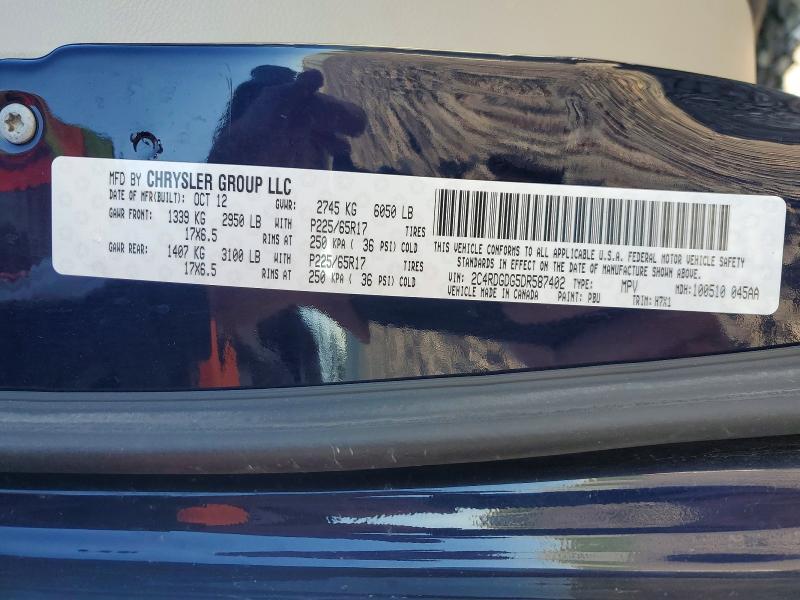 MFD BY CHRYSLER GROUP LLC
DATE OF MFR(BUILT): OCT 12 GVWR: 2745 KG 6050 LB
GAWR FRONT: 1339 KG 2950 LB WITH P225/65R17 TIRES
17X6.5 RIMS AT 250 KPA ( 36 PSI) COLD
GAWR REAR: 1407 KG 3100 LB WITH P225/65R17 TIRES
17X6.5 RIMS AT 250 KPA ( 36 PSI) COLD
THIS VEHICLE CONFORMS TO ALL APPLICABLE U.S.A. FEDERAL MOTOR VEHICLE SAFETY
STANDARDS IN EFFECT ON THE DATE OF MANUFACTURE SHOWN ABOVE.
VIN: 2C4RDGDG5DR587402 TYPE: MPV MDH:100510 045AA
VEHICLE MADE IN CANADA PAINT: PBU TRIM: H7X1